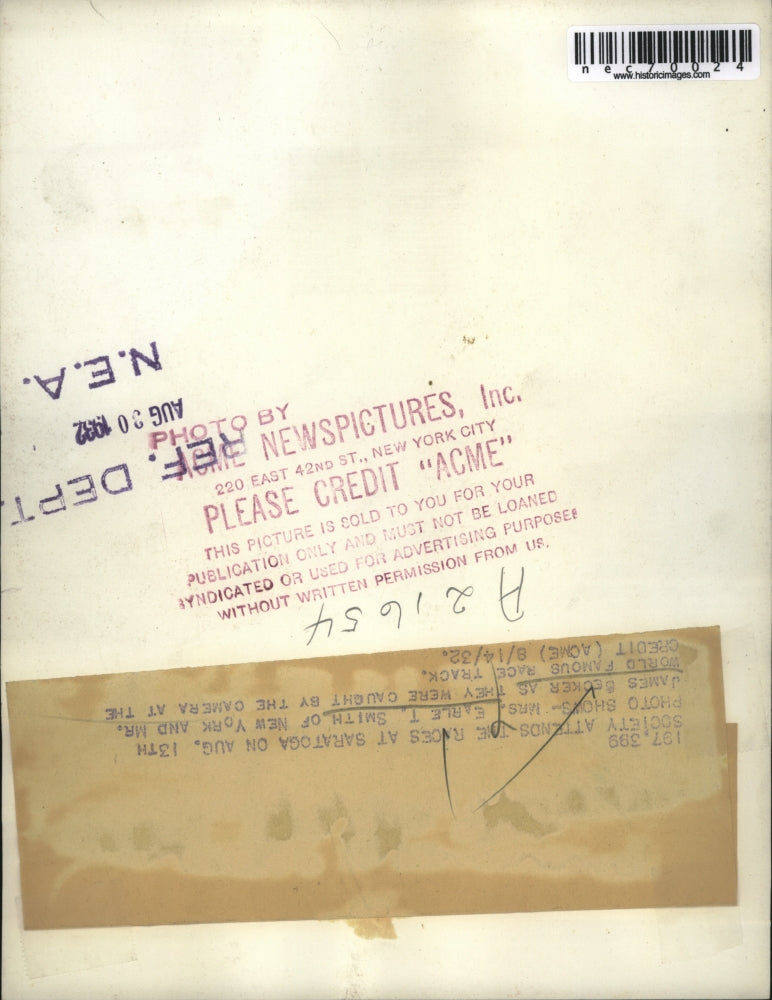 nec70024
www.historicimages.com
N.E.A.
AUG 30 1932
REF. DEPT.
PHOTO BY
ACME NEWSPICTURES, Inc.
220 EAST 42ND ST., NEW YORK CITY
PLEASE CREDIT "ACME"
THIS PICTURE IS SOLD TO YOU FOR YOUR
PUBLICATION ONLY AND MUST NOT BE LOANED
SYNDICATED OR USED FOR ADVERTISING PURPOSES
WITHOUT WRITTEN PERMISSION FROM US.
A21654
197,399
SOCIETY ATTENDS THE RACES AT SARATOGA ON AUG. 13TH
PHOTO SHOWS- MRS. EARLE T SMITH OF NEW YORK AND MR.
JAMES BECKER AS THEY WERE CAUGHT BY THE CAMERA AT THE
WORLD FAMOUS RACE TRACK.
CREDIT (ACME) 8/14/32.